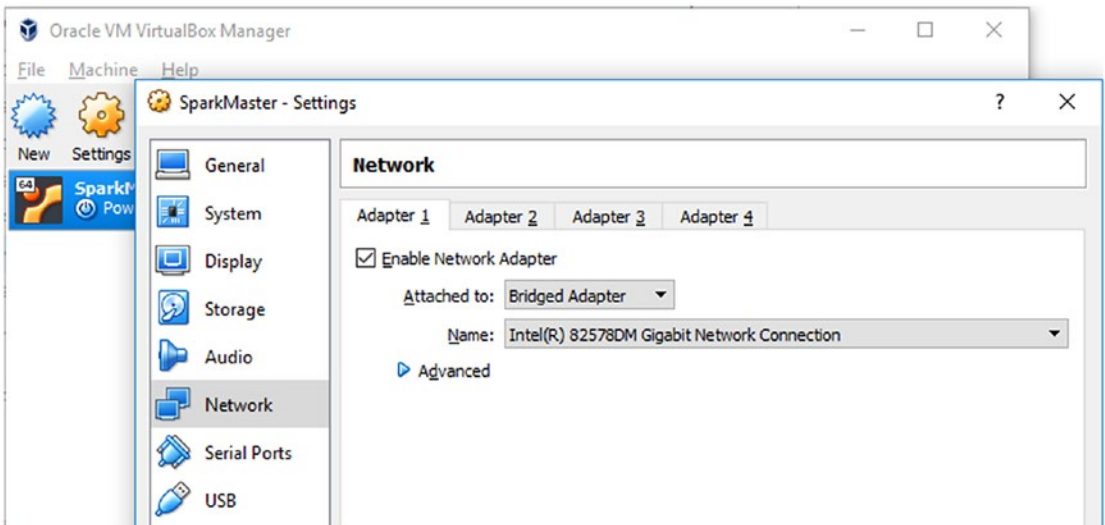 Oracle VM VirtualBox Manager
File Machine Help
SparkMaster - Settings
?
New Settings
64
General
Network
System
Adapter 1 Adapter 2 Adapter 3 Adapter 4
Display
Enable Network Adapter
Attached to: Bridged Adapter
Storage
Name: Intel(R) 82578DM Gigabit Network Connection
Audio
Advanced
Network
Serial Ports
USB